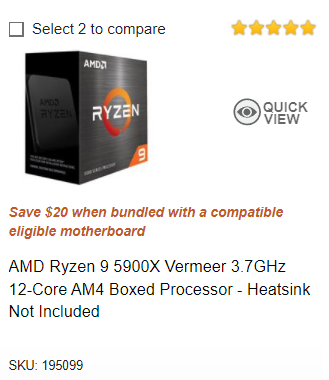 Select 2 to compare
AMD
RYZEN
RYZEN
9
QUICK
VIEW
Save $20 when bundled with a compatible
eligible motherboard
AMD Ryzen 9 5900X Vermeer 3.7GHz
12-Core AM4 Boxed Processor - Heatsink
Not Included
SKU: 195099